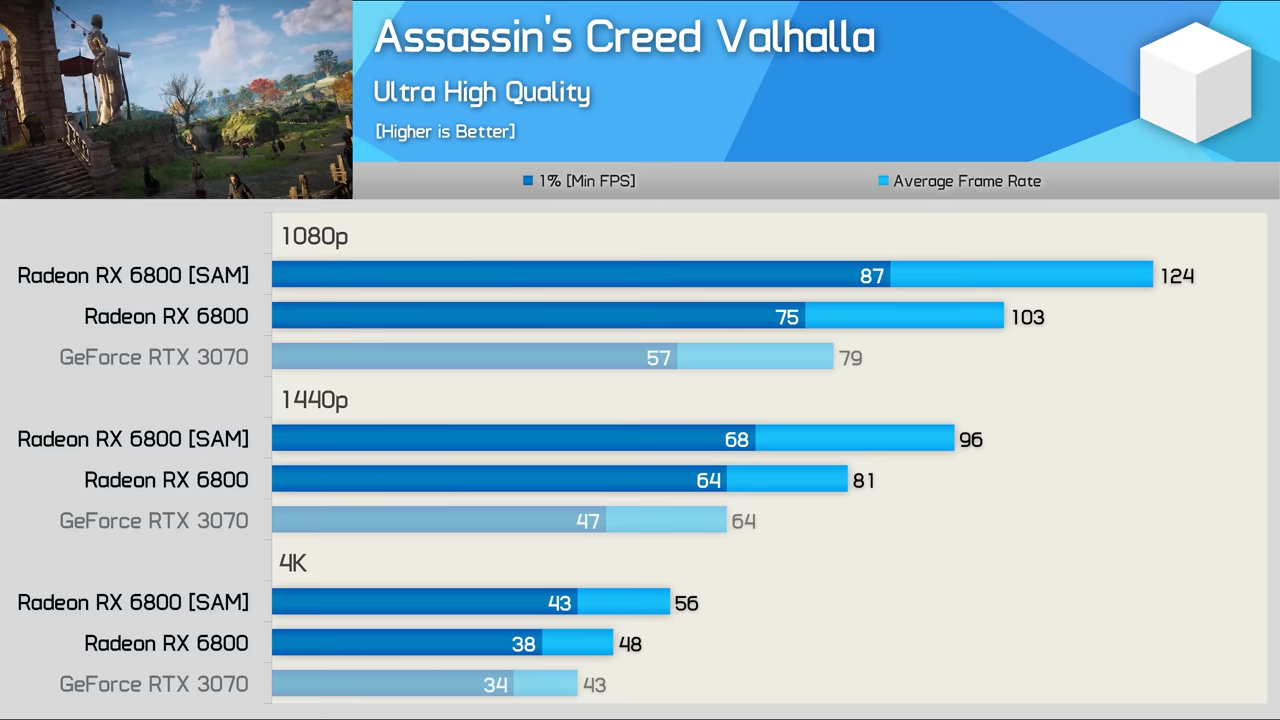 Assassin's Creed Valhalla
Ultra High Quality
[Higher is Better]
1% [Min FPS] Average Frame Rate
1080p
Radeon RX 6800 [SAM] 87 124
Radeon RX 6800 75 103
GeForce RTX 3070 57 79
1440p
Radeon RX 6800 [SAM] 68 96
Radeon RX 6800 64 81
GeForce RTX 3070 47 64
4K
Radeon RX 6800 [SAM] 43 56
Radeon RX 6800 38 48
GeForce RTX 3070 34 43